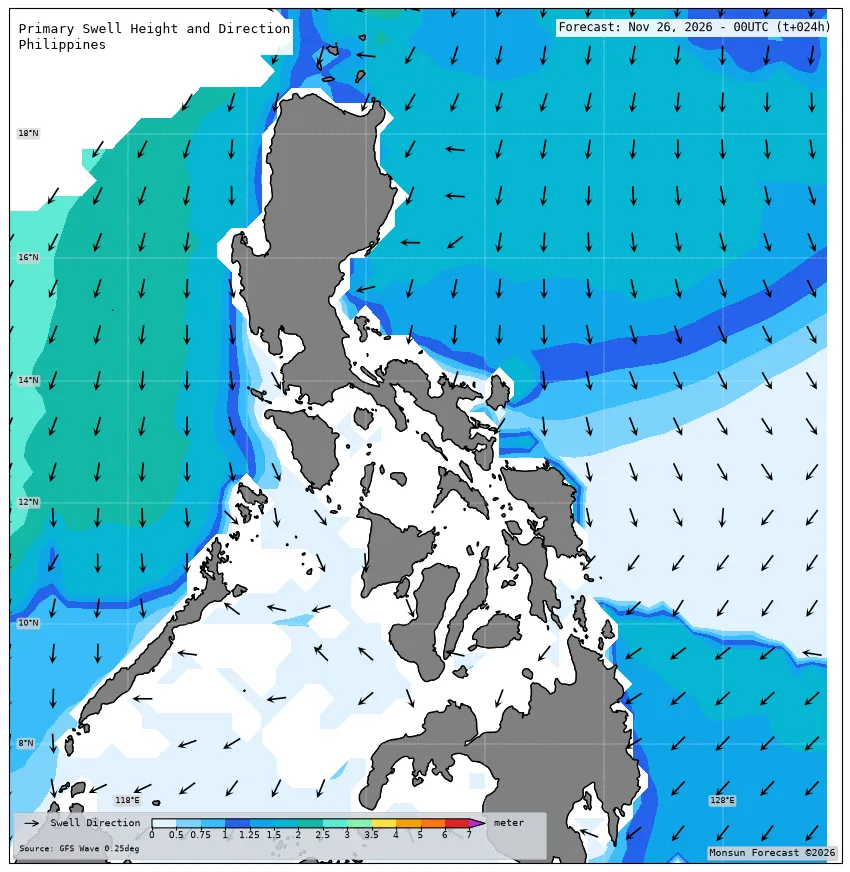 Primary Swell Height and Direction
Philippines
Forecast: Nov 26, 2026 - 00UTC (t+024h)
18°N
16°N
14°N
12°N
10°N
8°N
118°E
128°E
Swell Direction
meter
0 0.5 0.75 1 1.25 1.5 2 2.5 3 3.5 4 5 6 7
Source: GFS Wave 0.25deg
Monsun Forecast ©2026